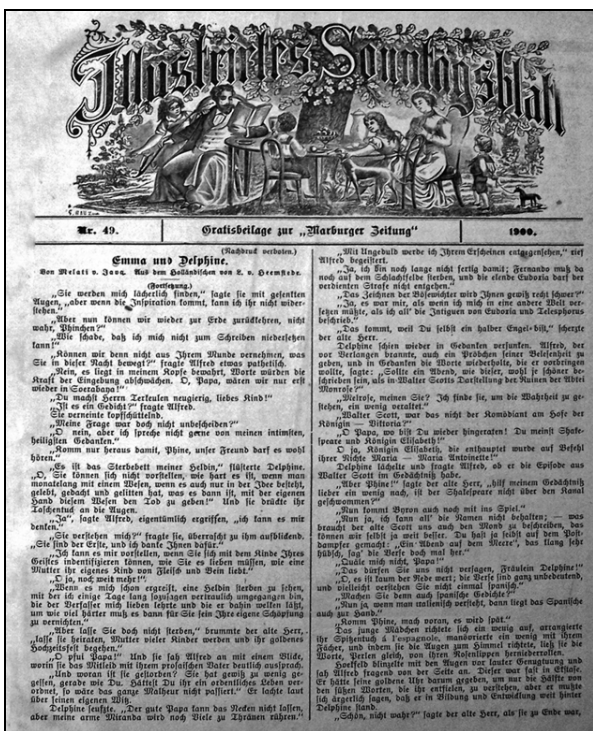 Illustriertes Sonntagsblatt
Nr. 49.
Gratisbeilage zur „Marburger Zeitung“
1900.
(Nachdruck verboten.)
Emma und Delphine.
Von Melati v. Java. Aus dem Holländischen von L. v. Heemstede.
(Fortsetzung.)
„Sie werden mich lächerlich finden,“ sagte sie mit gesenkten
Augen, „aber wenn die Inspiration kommt, kann ich ihr nicht wider-
stehen.“
„Aber nun können wir wieder zur Erde zurückkehren, nicht
wahr, Phinchen?“
„Wie schade, daß ich mich nicht zum Schreiben niedersetzen
kann!“
„Können wir denn nicht aus Ihrem Munde vernehmen, was
Sie in dieser Nacht bewegt?“ fragte Alfred etwas pathetisch.
„Nein, es liegt in meinem Kopfe bewahrt, Worte würden die
Kraft der Eingebung abschwächen. O, Papa, wären wir nur erst
wieder in Soerabaya!“
„Du machst Herrn Terkeulen neugierig, liebes Kind!“
„Ist es ein Gedicht?“ fragte Alfred.
Sie verneinte kopfschüttelnd.
„Meine Frage war doch nicht unbescheiden?“
„O nein, aber ich spreche nicht gerne von meinen intimsten,
heiligsten Gedanken.“
„Komm nur heraus damit, Phine, unser Freund darf es wohl
hören.“
„Es ist das Sterbebett meiner Heldin,“ flüsterte Delphine.
„O, Sie können sich nicht vorstellen, wie hart es ist, wenn man
monatelang mit einem Wesen, wenn es auch nur in der Idee besteht,
gelebt, gedacht und gelitten hat, was es dann ist, mit der eigenen
Hand diesem Wesen den Tod zu geben!“ Und sie drückte ihr
Taschentuch an die Augen.
„Ja“, sagte Alfred, eigentümlich ergriffen, „ich kann es mir
denken.“
„Sie verstehen mich?“ fragte sie, überrascht zu ihm aufblickend.
„Sie sind der Erste, und ich danke Ihnen dafür.“
„Ich kann es mir vorstellen, wenn Sie sich mit dem Kinde Ihres
Geistes indentifizieren können, wie Sie es lieben müssen, wie eine
Mutter ihr eigenes Kind von Fleisch und Bein liebt.“
„O ja, noch weit mehr!“
„Wenn es mich schon ergreift, eine Heldin sterben zu sehen,
mit der ich einige Tage lang sozusagen vertraulich umgegangen bin,
die der Verfasser mich lieben lehrte und die er dahin welken läßt,
um wie viel härter muß es dann für Sie sein Ihre eigene Schöpfung
zu vernichten.“
„Aber lasse Sie doch nicht sterben,“ brummte der alte Herr,
„lasse sie heiraten, Mutter vieler Kinder werden und ihr goldenes
Hochzeitsfest begehen.“
„O pfui Papa!“ Und sie sah Alfred an mit einem Blick,
worin sie das Mitleid mit ihrem prosaischen Vater deutlich aussprach.
„Und woran ist sie gestorben? Sie hat gewiß zu wenig ge-
gessen, gerade wie Du. Hättest Du ihr ein ordentliches Leben ver-
ordnet, so wäre das ganze Malheur nicht passiert.“ Er lachte laut
über seinen eigenen Witz.
Delphine seufzte. „Der gute Papa kann das Necken nicht lassen,
aber meine arme Miranda wird noch Viele zu Thränen rühren.“
„Mit Ungeduld werde ich Ihrem Erscheinen entgegensehen,“ rief
Alfred begeistert.
„Ja, ich bin noch lange nicht fertig damit; Fernando muß da
noch auf dem Schlachtfelde sterben, und die elende Eudoria darf der
verdienten Strafe nicht entgehen.“
„Das Zeichnen der Bösewichter wird Ihnen gewiß recht schwer?“
„Ja, es war mir, als wenn ich mich in eine andere Welt ver-
setzen müßte, als ich all' die Intiguen von Eudoria und Telesphorus
beschrieb.“
„Das kommt, weil Du selbst ein halber Engel bist,“ scherzte
der alte Herr.
Delphine schien wieder in Gedanken versunken. Alfred, der
vor Verlangen brannte, auch ein Pröbchen seiner Belesenheit zu
geben, und in Gedanken die Worte wiederholte, die er vorbringen
wollte, sagte: „Sollte ein Abend, wie dieser, wohl je schöner be-
schrieben sein, als in Walter Scotts Darstellung der Ruinen der Abtei
Monrose?“
„Melrose, meinen Sie? Ich finde sie, um die Wahrheit zu ge-
stehen, ein wenig veraltet.“
„Walter Scott, war das nicht der Komödiant am Hofe der
Königin — Viktoria?“
„O Papa, wo bist Du wieder hingeraten! Du meinst Shake-
speare und Königin Elisabeth!“
O ja, Königin Elisabeth, die enthauptet wurde auf Befehl
ihrer Nichte Maria — Maria Antoinette!“
Delphine lächelte und fragte Alfred, ob er die Episode aus
Walter Scott im Gedächtniß habe.
„Aber Phine!“ sagte der alte Herr, „hilf meinem Gedächtniß
lieber ein wenig nach, ist der Shakespeare nicht über den Kanal
geschwommen?“
„Nun kommt Byron auch noch mit ins Spiel.“
„Nun ja, ich kann all' die Namen nicht behalten; — was
braucht der alte Scott uns auch den Mond zu beschreiben, das
können wir selbst ja weit besser. Du hast ja selbst auf dem Post-
dampfer gemacht: „Ein Abend auf dem Meere“, das klang sehr
hübsch, sag' die Verse doch mal her.“
„Quäle mich nicht, Papa!“
„Das dürfen Sie uns nicht versagen, Fräulein Delphine!“
„O, es ist kaum der Rede wert; die Verse sind ganz unbedeutend,
und vielleicht verstehen Sie nicht einmal spanisch.“
„Machen Sie denn auch spanische Gedichte?“
„Nun ja, wenn man italienisch versteht, dann liegt das Spanische
auch zur Hand.“
„Komm Phine, mach voran, es wird spät.“
Das junge Mädchen richtete sich ein wenig auf, arrangierte
ihr Spitzentuch à l'espagnole, manövrierte ein wenig mit ihrem
Fächer, und indem sie die Augen zum Himmel richtete, ließ sie die
Worte, Perlen gleich, von ihren Rosenlippen herniederrollen.
Hoefeld blinzelte mit den Augen vor lauter Genugtuung und
sah Alfred fragend von der Seite an. Dieser war fast in Ekstase.
Er hätte seine goldene Uhr darum gegeben, um nur die Hälfte von
den süßen Worten, die ihr entfielen, zu verstehen, aber er mußte
sich ärgerlich sagen, daß er in Bildung und Entwicklung weit hinter
Delphine stand.
„Schön, nicht wahr?“ sagte der alte Herr, als sie zu Ende war,